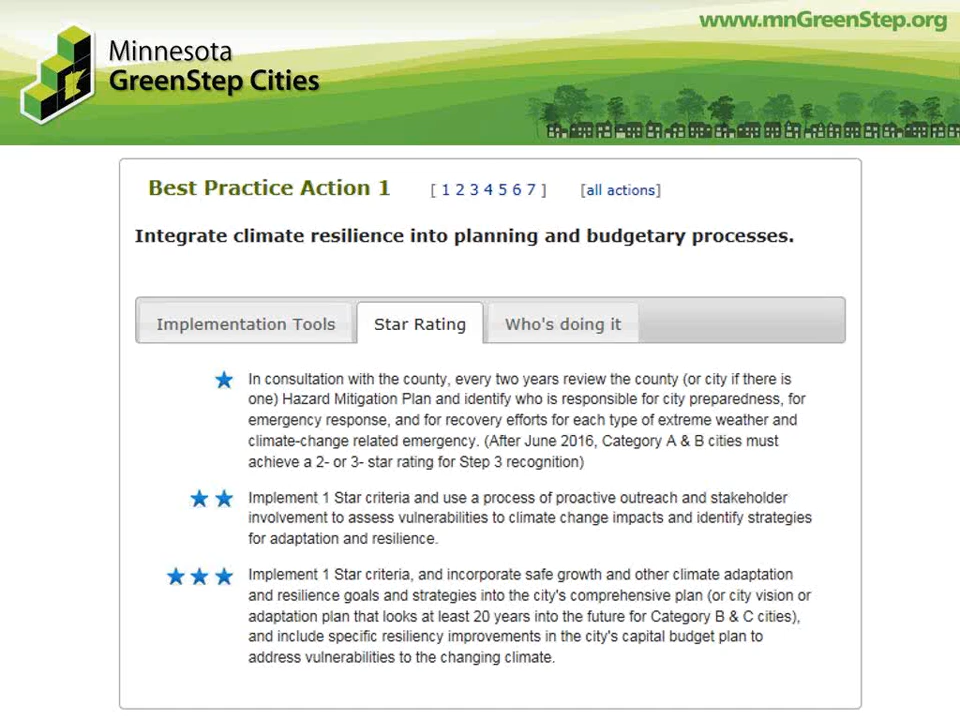 www.mnGreenStep.org
Minnesota
GreenStep Cities
Best Practice Action 1 [ 1 2 3 4 5 6 7 ] [all actions]
Integrate climate resilience into planning and budgetary processes.
Implementation Tools Star Rating Who's doing it
In consultation with the county, every two years review the county (or city if there is
one) Hazard Mitigation Plan and identify who is responsible for city preparedness, for
emergency response, and for recovery efforts for each type of extreme weather and
climate-change related emergency. (After June 2016, Category A & B cities must
achieve a 2- or 3- star rating for Step 3 recognition)
Implement 1 Star criteria and use a process of proactive outreach and stakeholder
involvement to assess vulnerabilities to climate change impacts and identify strategies
for adaptation and resilience.
Implement 1 Star criteria, and incorporate safe growth and other climate adaptation
and resilience goals and strategies into the city's comprehensive plan (or city vision or
adaptation plan that looks at least 20 years into the future for Category B & C cities),
and include specific resiliency improvements in the city's capital budget plan to
address vulnerabilities to the changing climate.